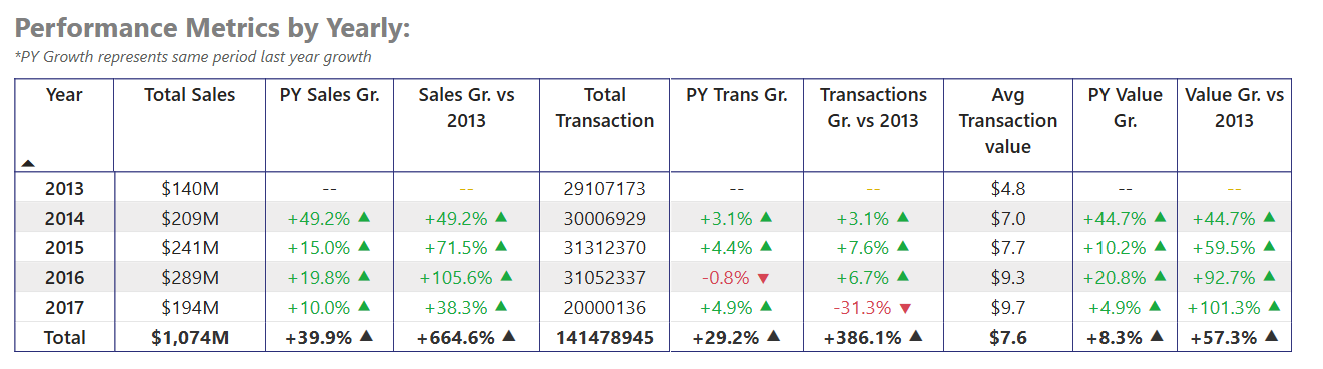 Performance Metrics by Yearly:
*PY Growth represents same period last year growth
Year Total Sales PY Sales Gr. Sales Gr. vs 2013 Total Transaction PY Trans Gr. Transactions Gr. vs 2013 Avg Transaction value PY Value Gr. Value Gr. vs 2013
2013 $140M -- -- 29107173 -- -- $4.8 -- --
2014 $209M +49.2% ▲ +49.2% ▲ 30006929 +3.1% ▲ +3.1% ▲ $7.0 +44.7% ▲ +44.7% ▲
2015 $241M +15.0% ▲ +71.5% ▲ 31312370 +4.4% ▲ +7.6% ▲ $7.7 +10.2% ▲ +59.5% ▲
2016 $289M +19.8% ▲ +105.6% ▲ 31052337 -0.8% ▼ +6.7% ▲ $9.3 +20.8% ▲ +92.7% ▲
2017 $194M +10.0% ▲ +38.3% ▲ 20000136 +4.9% ▲ -31.3% ▼ $9.7 +4.9% ▲ +101.3% ▲
Total $1,074M +39.9% ▲ +664.6% ▲ 141478945 +29.2% ▲ +386.1% ▲ $7.6 +8.3% ▲ +57.3% ▲